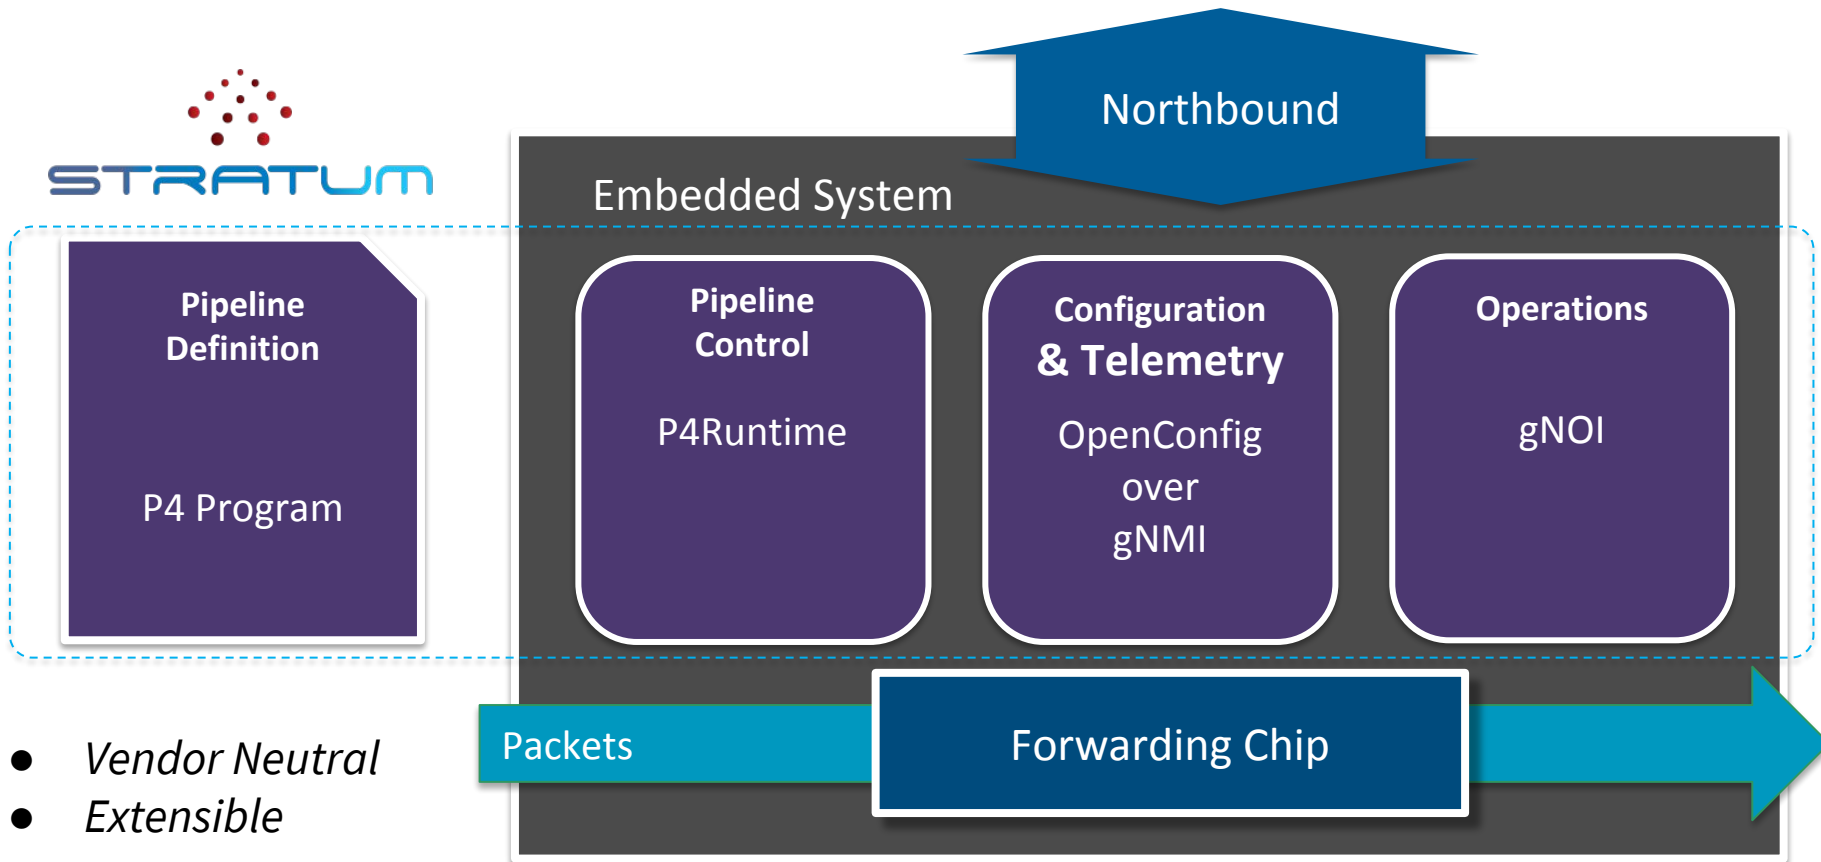 STRATUM
Northbound
Embedded System
Pipeline
Definition
P4 Program
Pipeline
Control
P4Runtime
Configuration
& Telemetry
OpenConfig
over
gNMI
Operations
gNOI
Packets
Forwarding Chip
● Vendor Neutral
● Extensible